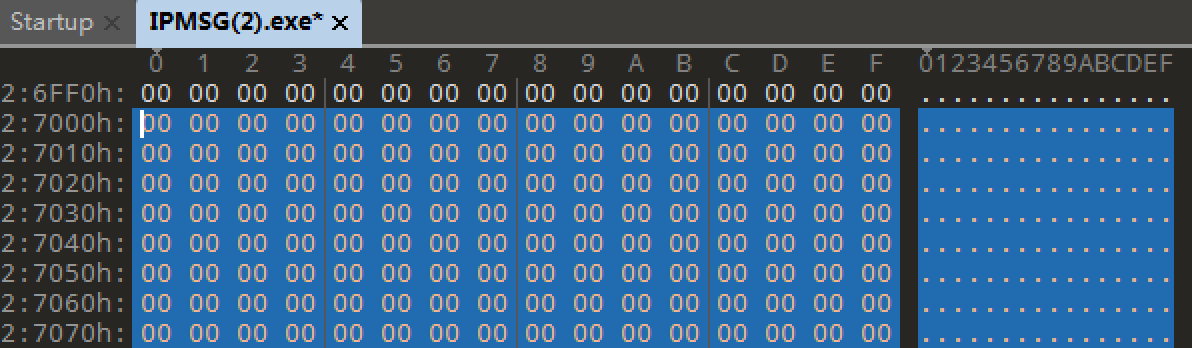 Startup × IPMSG(2).exe* ×
0 1 2 3 4 5 6 7 8 9 A B C D E F 0123456789ABCDEF
2:6FF0h: 00 00 00 00 00 00 00 00 00 00 00 00 00 00 00 00 ................
2:7000h: 00 00 00 00 00 00 00 00 00 00 00 00 00 00 00 00 ................
2:7010h: 00 00 00 00 00 00 00 00 00 00 00 00 00 00 00 00 ................
2:7020h: 00 00 00 00 00 00 00 00 00 00 00 00 00 00 00 00 ................
2:7030h: 00 00 00 00 00 00 00 00 00 00 00 00 00 00 00 00 ................
2:7040h: 00 00 00 00 00 00 00 00 00 00 00 00 00 00 00 00 ................
2:7050h: 00 00 00 00 00 00 00 00 00 00 00 00 00 00 00 00 ................
2:7060h: 00 00 00 00 00 00 00 00 00 00 00 00 00 00 00 00 ................
2:7070h: 00 00 00 00 00 00 00 00 00 00 00 00 00 00 00 00 ................